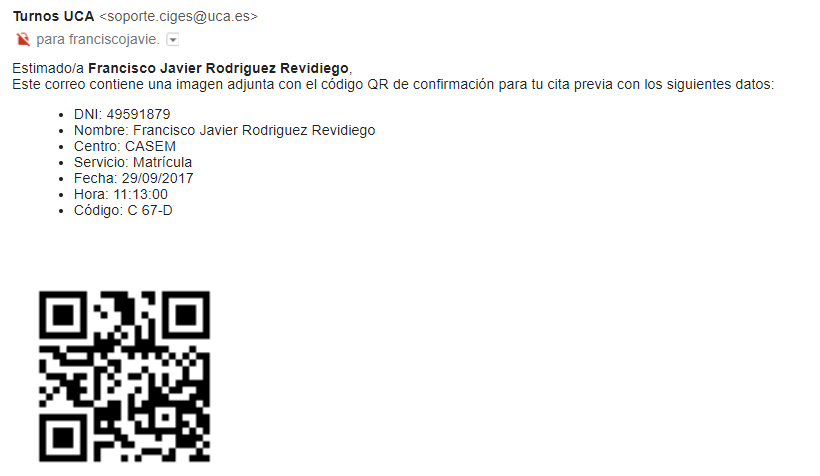 Turnos UCA <soporte.ciges@uca.es>
para franciscojavie.
Estimado/a Francisco Javier Rodriguez Revidiego,
Este correo contiene una imagen adjunta con el código QR de confirmación para tu cita previa con los siguientes datos:
• DNI: 49591879
• Nombre: Francisco Javier Rodriguez Revidiego
• Centro: CASEM
• Servicio: Matrícula
• Fecha: 29/09/2017
• Hora: 11:13:00
• Código: C 67-D